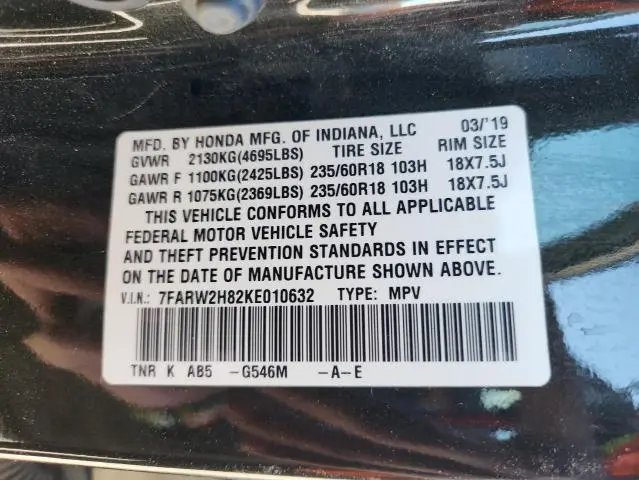 MFD. BY HONDA MFG. OF INDIANA, LLC 03/'19
GVWR 2130KG(4695LBS) TIRE SIZE RIM SIZE
GAWR F 1100KG(2425LBS) 235/60R18 103H 18X7.5J
GAWR R 1075KG(2369LBS) 235/60R18 103H 18X7.5J
THIS VEHICLE CONFORMS TO ALL APPLICABLE
FEDERAL MOTOR VEHICLE SAFETY
AND THEFT PREVENTION STANDARDS IN EFFECT
ON THE DATE OF MANUFACTURE SHOWN ABOVE.
V.I.N.: 7FARW2H82KE010632 TYPE: MPV
TNR K AB5 -G546M -A-E